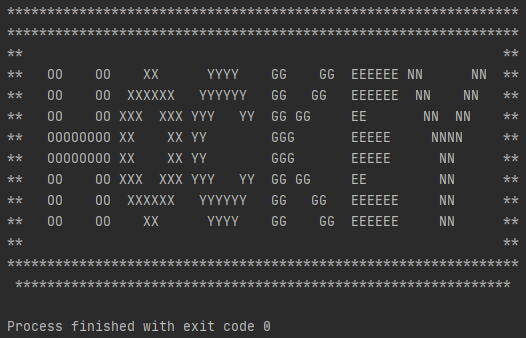 ****************************************************************
****************************************************************
**                                                            **
**   OO    OO    XX      YYYY    GG    GG  EEEEEE NN      NN  **
**   OO    OO  XXXXXX   YYYYYY   GG   GG   EEEEEE  NN    NN   **
**   OO    OO XXX  XXX YYY   YY  GG GG     EE       NN  NN    **
**   OOOOOOOO XX    XX YY        GGG       EEEEE     NNNN     **
**   OOOOOOOO XX    XX YY        GGG       EEEEE      NN      **
**   OO    OO XXX  XXX YYY   YY  GG GG     EE         NN      **
**   OO    OO  XXXXXX   YYYYYY   GG   GG   EEEEEE     NN      **
**   OO    OO    XX      YYYY    GG    GG  EEEEEE     NN      **
**                                                            **
****************************************************************
 **************************************************************
Process finished with exit code 0